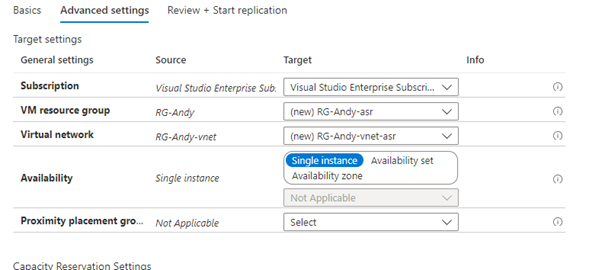 Basics Advanced settings Review + Start replication
Target settings
General settings Source Target Info
Subscription Visual Studio Enterprise Sub. Visual Studio Enterprise Subscri...
VM resource group RG-Andy (new) RG-Andy-asr
Virtual network RG-Andy-vnet (new) RG-Andy-vnet-asr
Single instance Availability set
Availability Single instance
Availability zone
Not Applicable
Proximity placement gro... Not Applicable Select
Capacity Reservation Settings